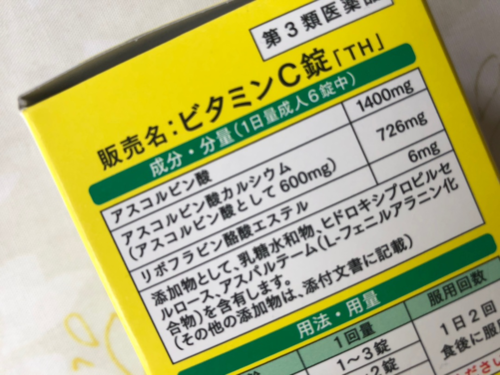 第3類医薬品
販売名:ビタミンC錠「TH」
成分・分量(1日量成人6錠中)
アスコルビン酸 1400mg
アスコルビン酸カルシウム 726mg
(アスコルビン酸として600mg)
リボフラビン酪酸エステル 6mg
添加物として、乳糖水和物、ヒドロキシプロピルセ
ルロース、アスパルテーム(L-フェニルアラニン化
合物)を含有します。
(その他の添加物は、添付文書に記載)
用法・用量
1回量 服用回数
1〜3錠 1日2回
2錠 食後に服